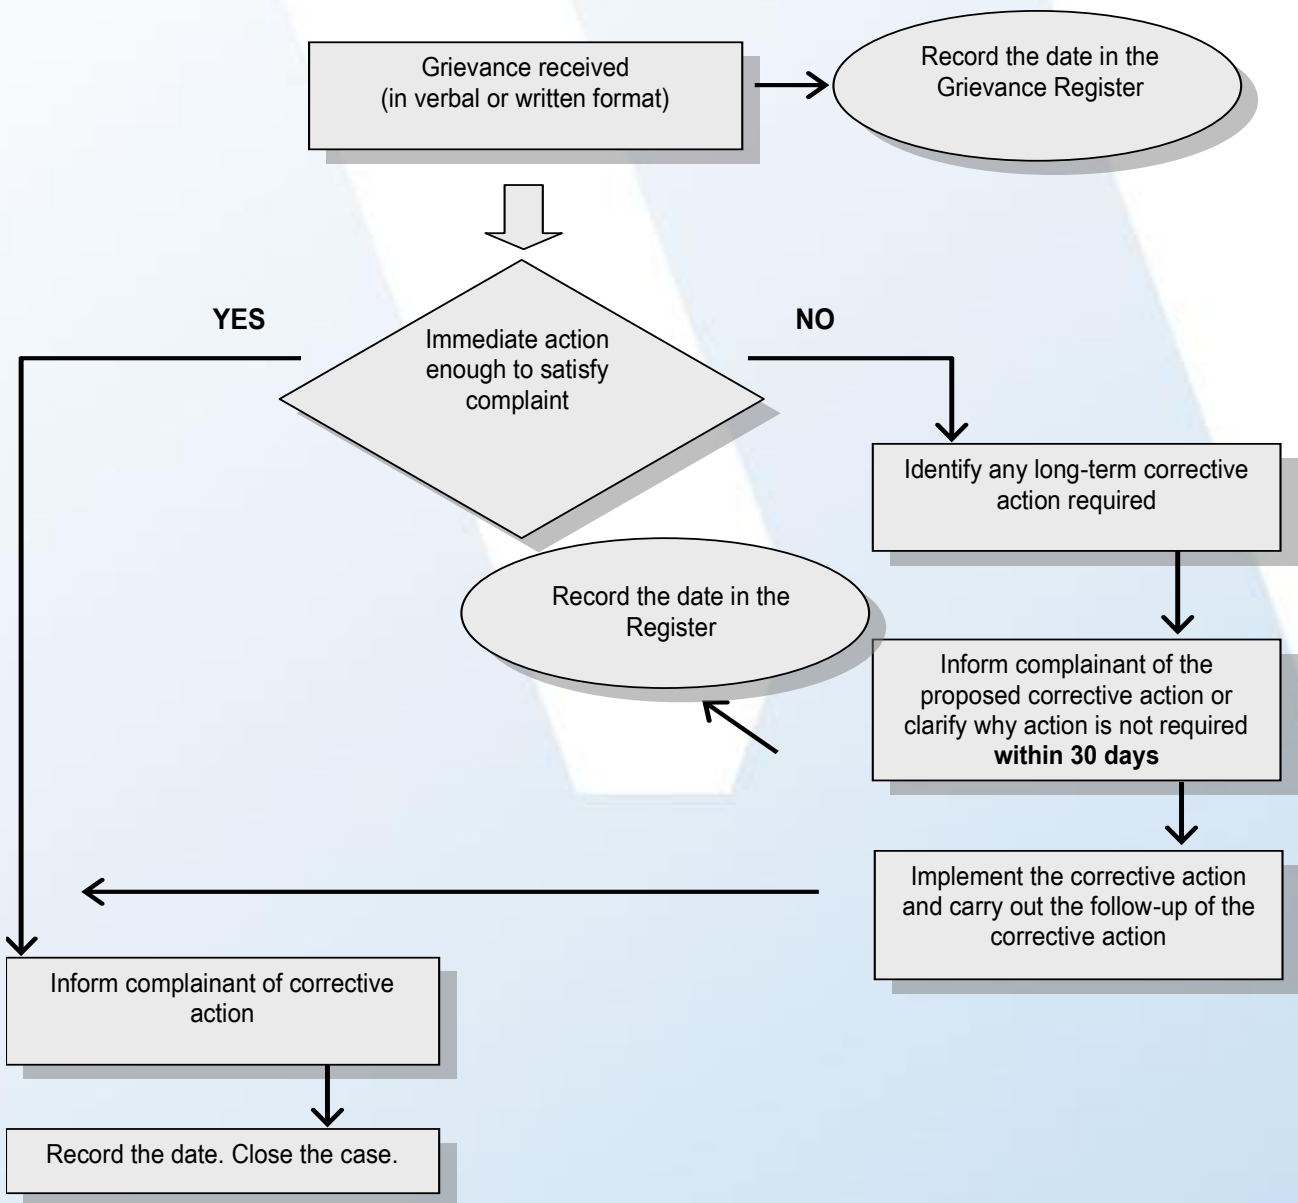 Grievance received
(in verbal or written format)
Record the date in the
Grievance Register
YES
NO
Immediate action
enough to satisfy
complaint
Identify any long-term corrective
action required
Record the date in the
Register
Inform complainant of the
proposed corrective action or
clarify why action is not required
within 30 days
Implement the corrective action
and carry out the follow-up of the
corrective action
Inform complainant of corrective
action
Record the date. Close the case.